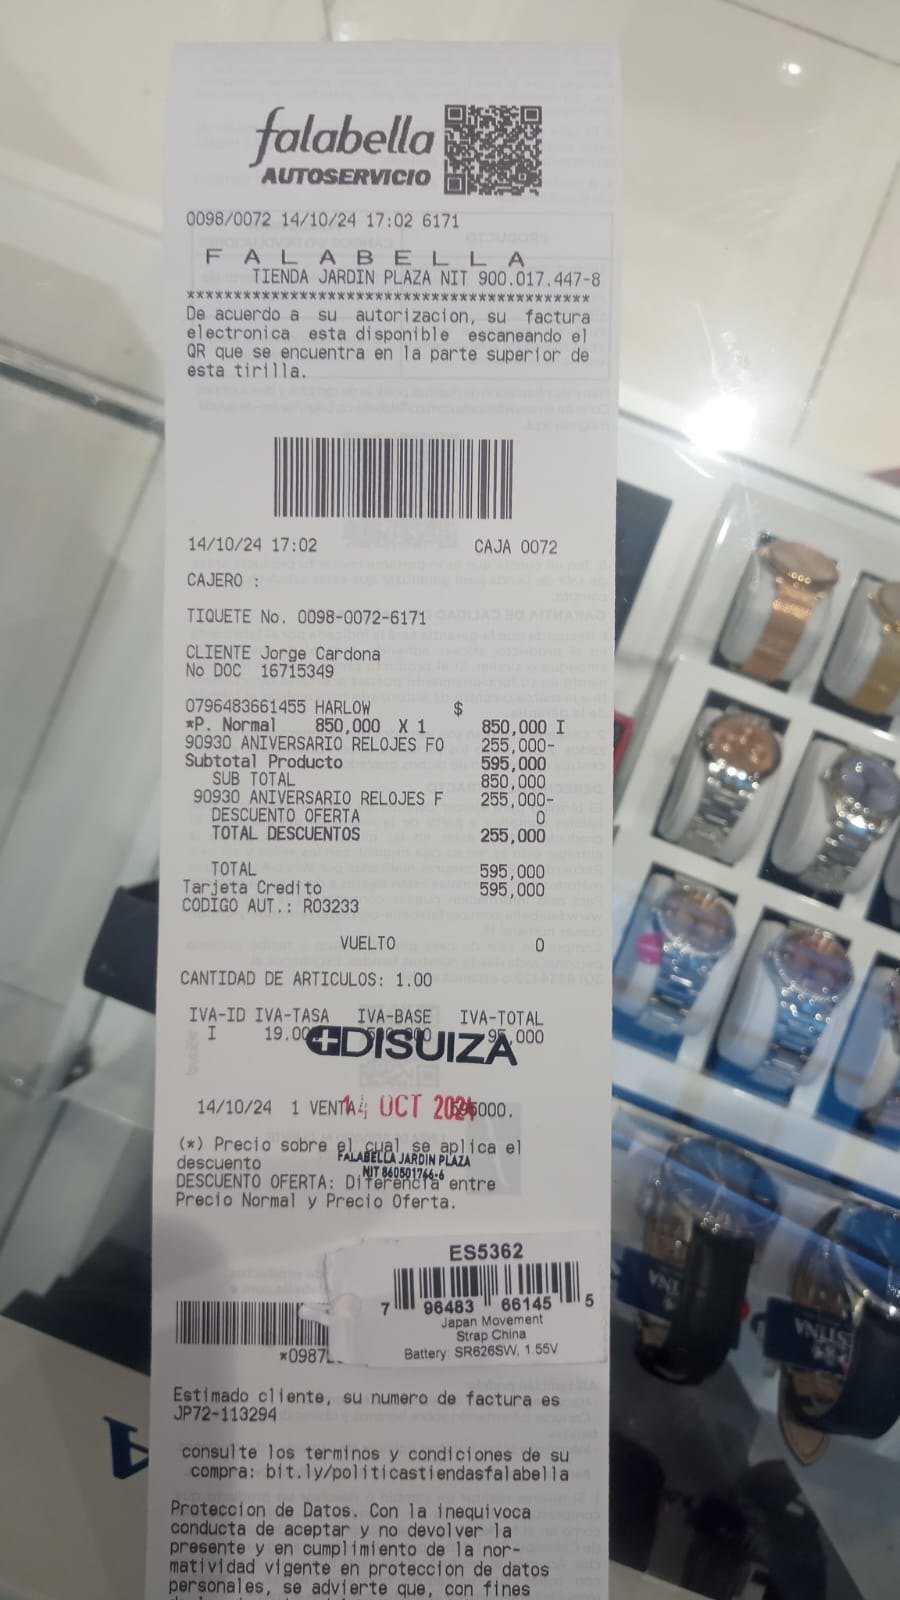 falabella
AUTOSERVICIO
0098/0072 14/10/24 17:02 6171
F A L A B E L L A
TIENDA JARDIN PLAZA NIT 900.017.447-8
******************************************
De acuerdo a su autorizacion, su factura
electronica esta disponible escaneando el
QR que se encuentra en la parte superior de
esta tirilla.
14/10/24 17:02 CAJA 0072
CAJERO :
TIQUETE No. 0098-0072-6171
CLIENTE Jorge Cardona
No DOC 16715349
0796483661455 HARLOW $
*P. Normal 850,000 X 1 850,000 I
90930 ANIVERSARIO RELOJES FO 255,000-
Subtotal Producto 595,000
SUB TOTAL 850,000
90930 ANIVERSARIO RELOJES F 255,000-
DESCUENTO OFERTA 0
TOTAL DESCUENTOS 255,000
TOTAL 595,000
Tarjeta Credito 595,000
CODIGO AUT.: R03233
VUELTO 0
CANTIDAD DE ARTICULOS: 1.00
IVA-ID IVA-TASA IVA-BASE IVA-TOTAL
I 19.00 95,000
DISUIZA
14/10/24 1 VENTA 595000.
14 OCT 2024
(*) Precio sobre el cual se aplica el
descuento
FALABELLA JARDIN PLAZA
NIT 860501766-6
DESCUENTO OFERTA: Diferencia entre
Precio Normal y Precio Oferta.
ES5362
7 96483 66145 5
Japan Movement
Strap China
Battery: SR626SW, 1.55V
*0987
Estimado cliente, su numero de factura es
JP72-113294
consulte los terminos y condiciones de su
compra: bit.ly/politicastiendasfalabella
Proteccion de Datos. Con la inequivoca
conducta de aceptar y no devolver la
presente y en cumplimiento de la nor-
matividad vigente en proteccion de datos
personales, se advierte que, con fines